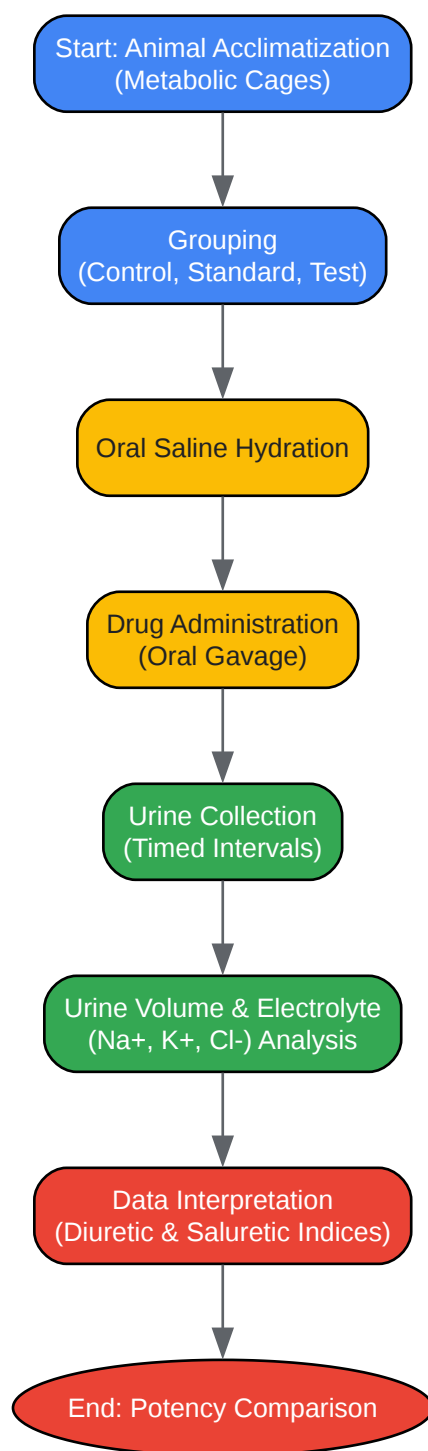 Start: Animal Acclimatization
(Metabolic Cages)
Grouping
(Control, Standard, Test)
Oral Saline Hydration
Drug Administration
(Oral Gavage)
Urine Collection
(Timed Intervals)
Urine Volume & Electrolyte
(Na+, K+, Cl-) Analysis
Data Interpretation
(Diuretic & Saluretic Indices)
End: Potency Comparison